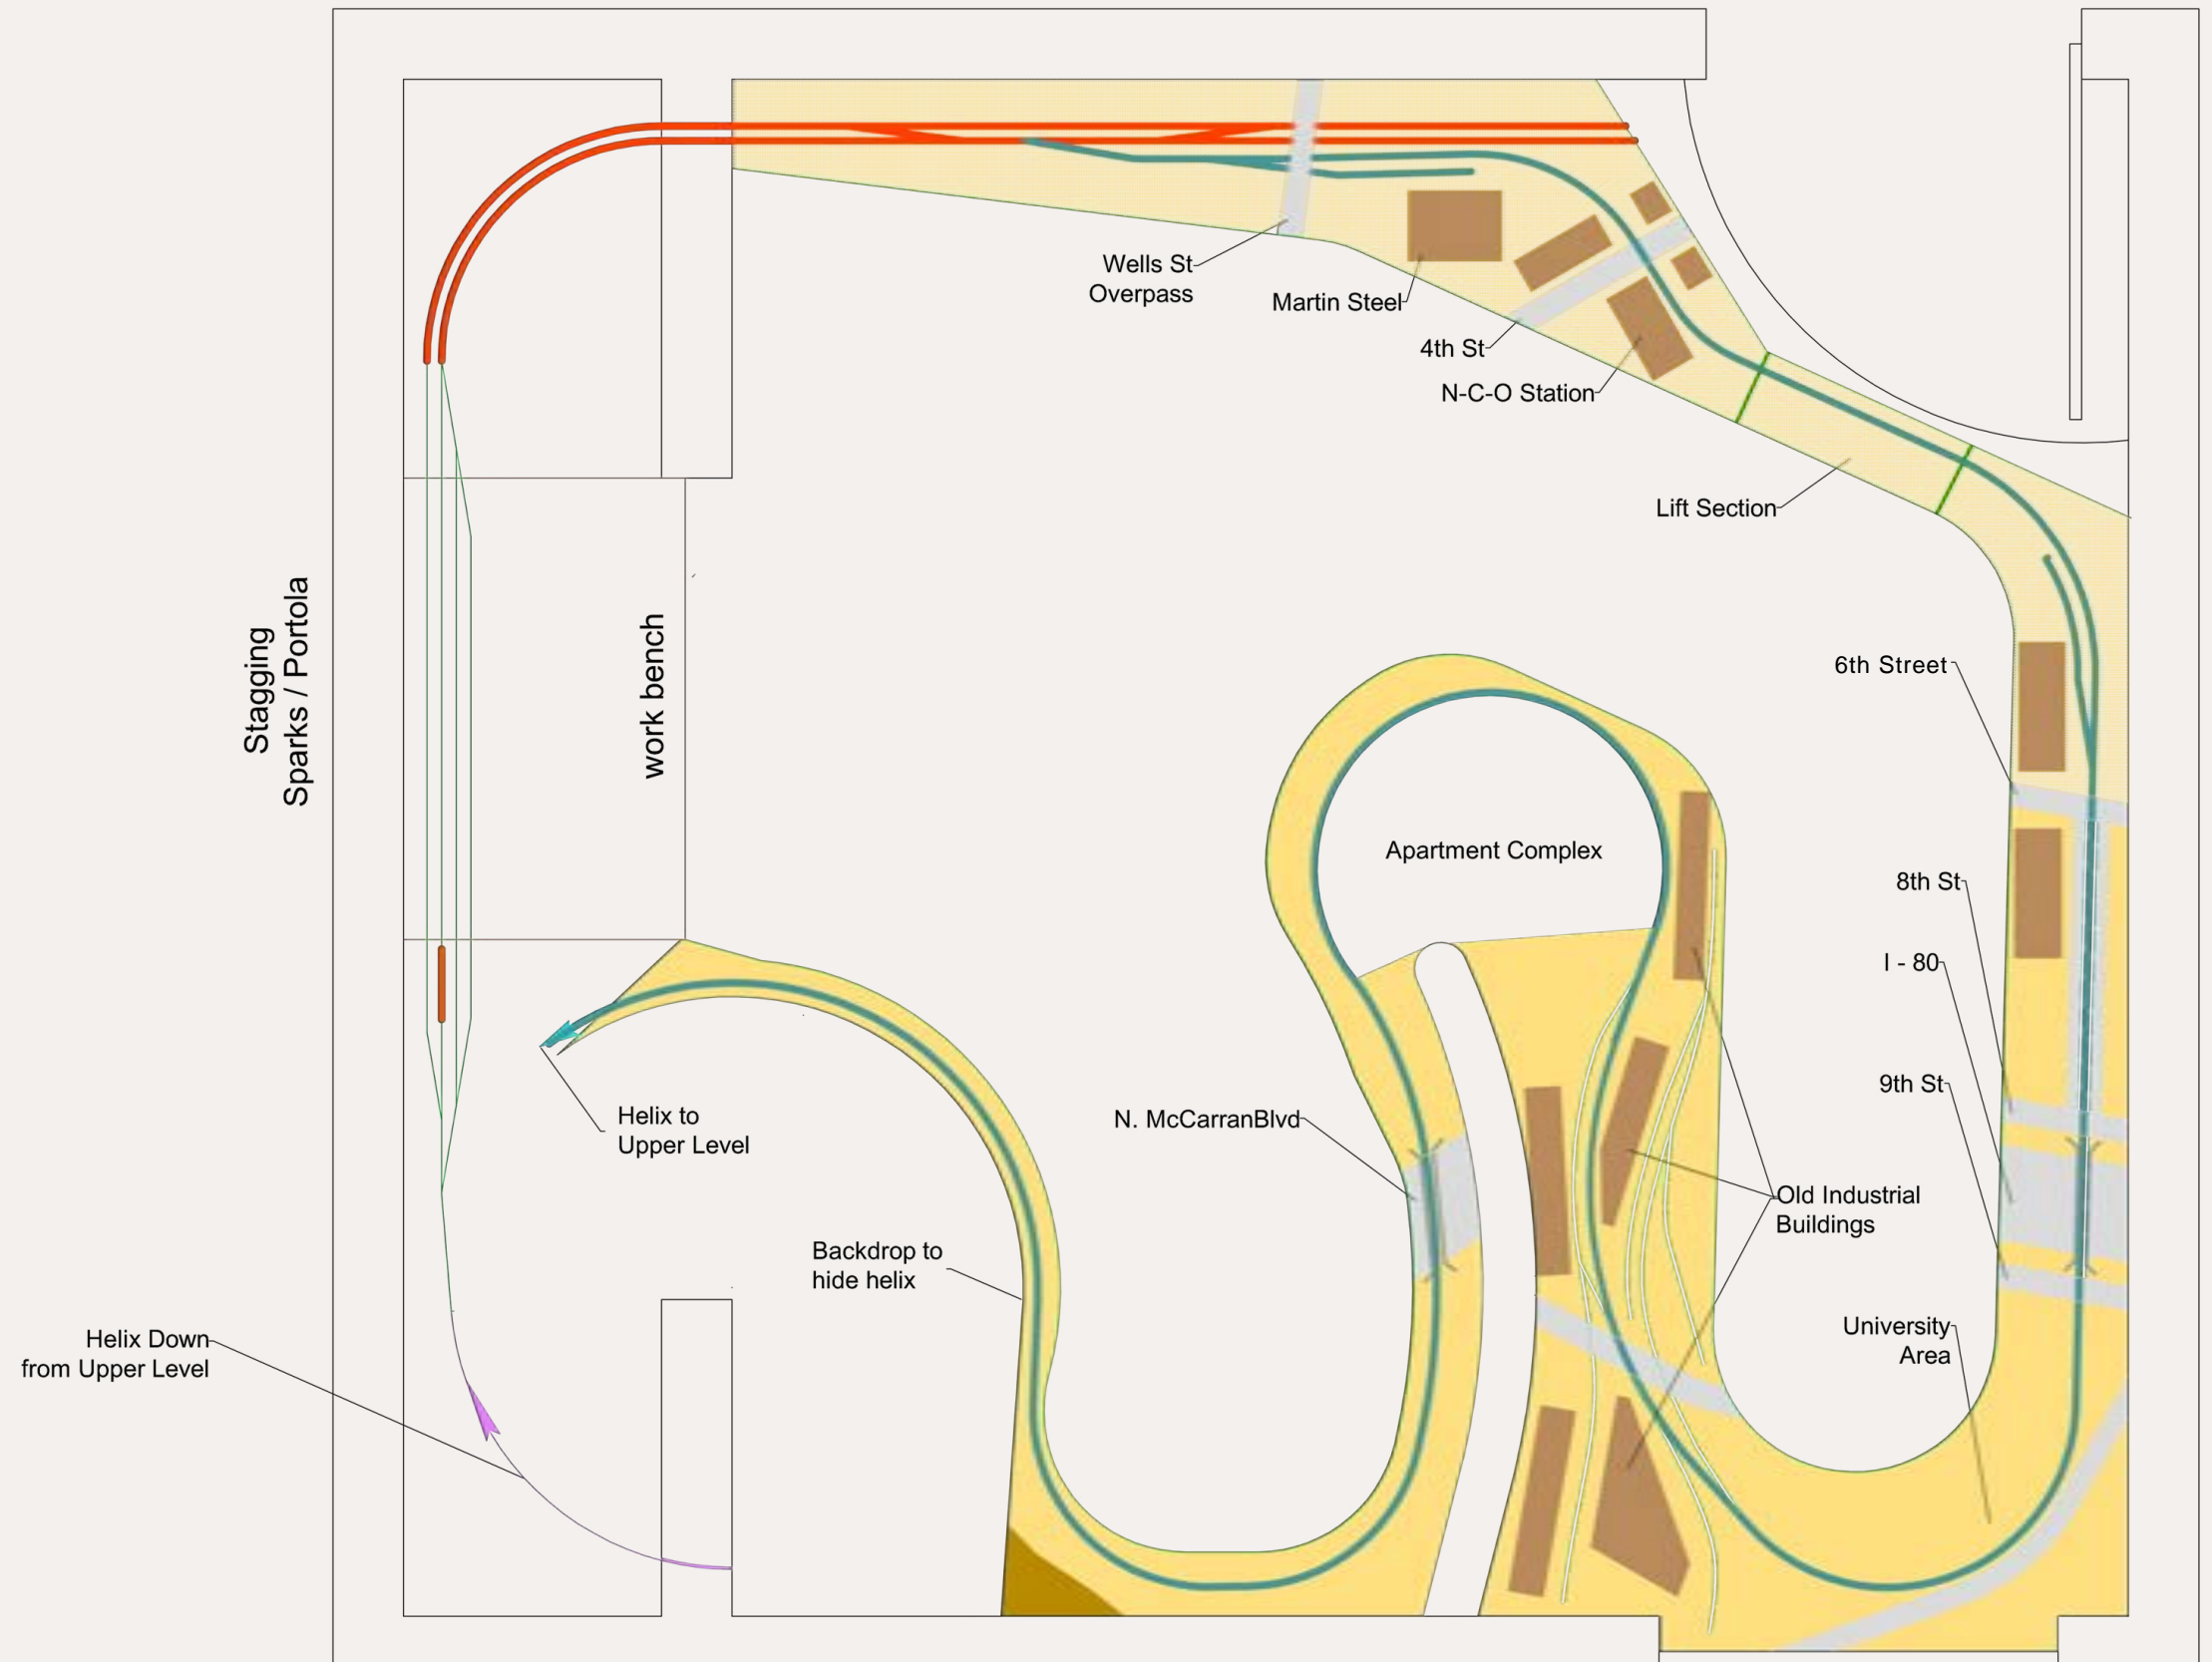 Wells St
Overpass
Martin Steel
4th St
N-C-O Station
Lift Section
Stagging
Sparks / Portola
work bench
6th Street
Apartment Complex
8th St
I - 80
9th St
Helix to
Upper Level
N. McCarranBlvd
Old Industrial
Buildings
Backdrop to
hide helix
University
Area
Helix Down
from Upper Level